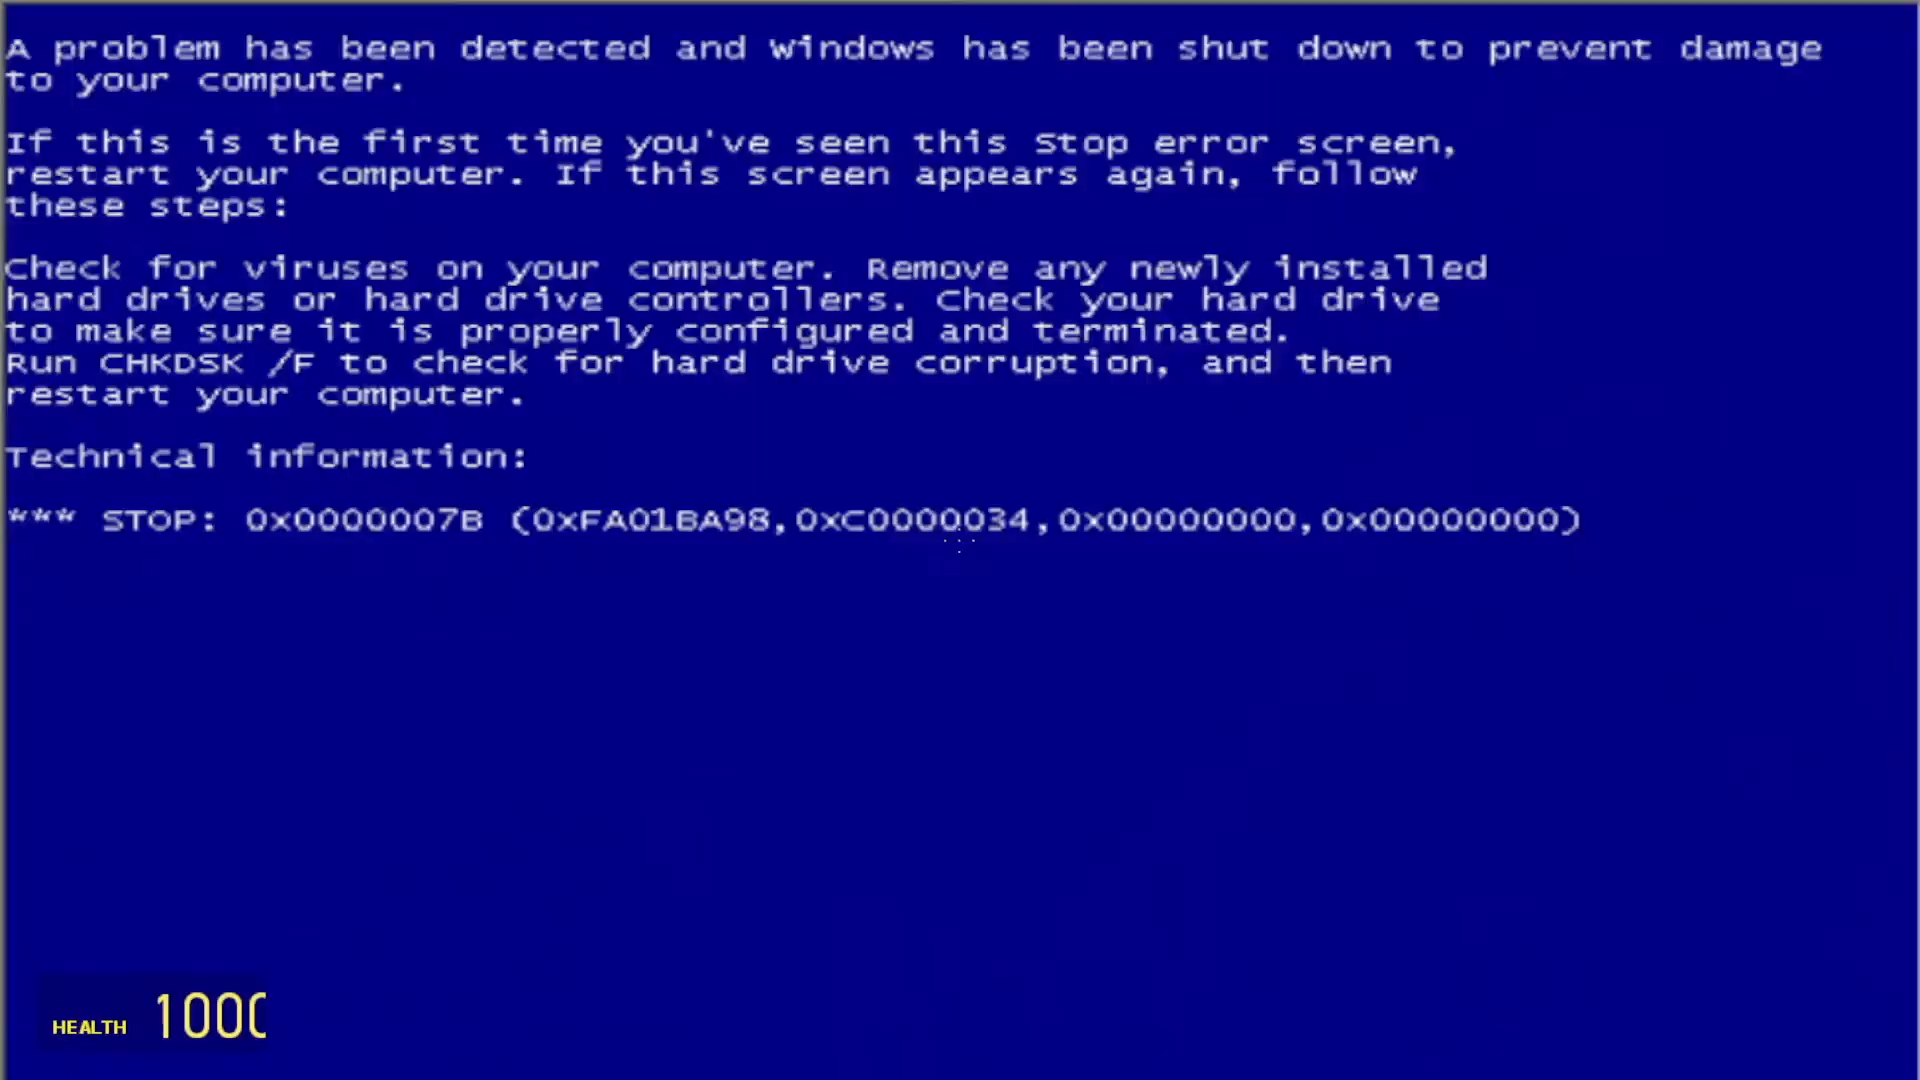 A problem has been detected and Windows has been shut down to prevent damage
to your computer.
If this is the first time you've seen this Stop error screen,
restart your computer. If this screen appears again, follow
these steps:
Check for viruses on your computer. Remove any newly installed
hard drives or hard drive controllers. Check your hard drive
to make sure it is properly configured and terminated.
Run CHKDSK /F to check for hard drive corruption, and then
restart your computer.
Technical information:
*** STOP: 0x0000007B (0xFA01BA98,0xC0000034,0x00000000,0x00000000)
HEALTH 1000